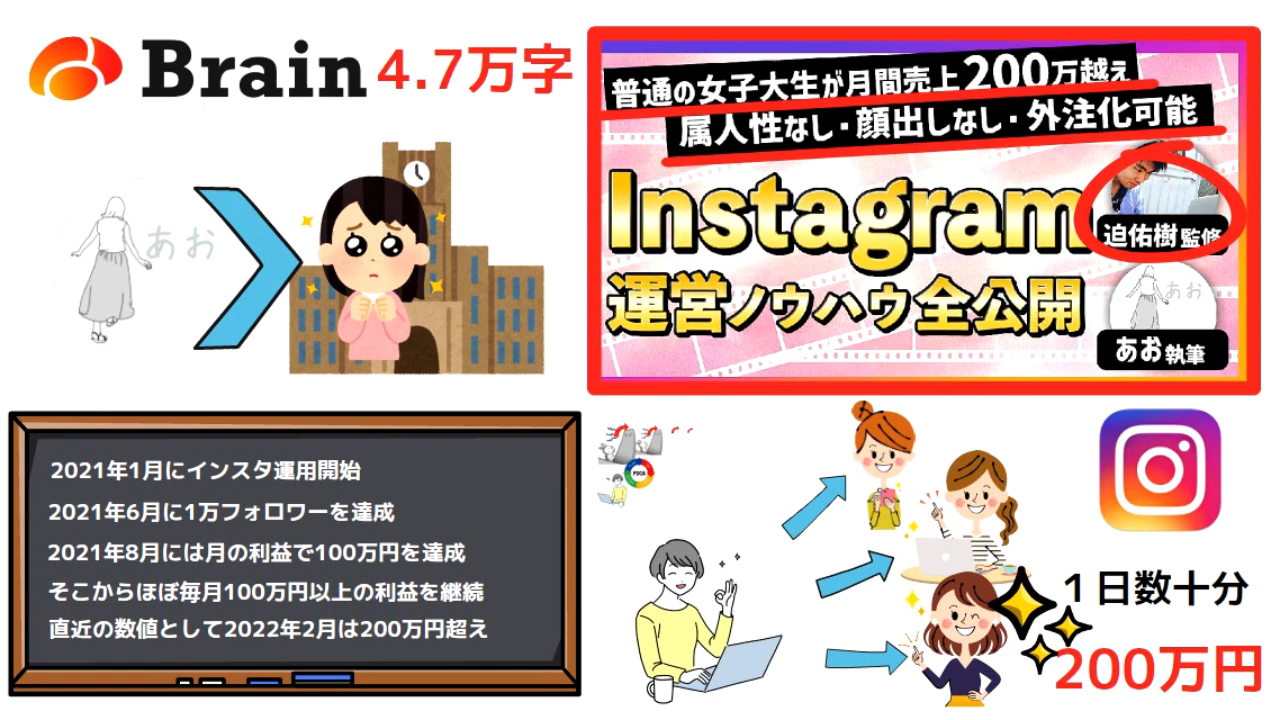 Brain 4.7万字
普通の女子大生が月間売上200万越え
属人性なし・顔出しなし・外注化可能
Instagram
運営ノウハウ全公開
迫佑樹監修
あお
あお執筆
あお
2021年1月にインスタ運用開始
2021年6月に1万フォロワーを達成
2021年8月には月の利益で100万円を達成
そこからほぼ毎月100万円以上の利益を継続
直近の数値として2022年2月は200万円超え
PDCA
1日数十分
200万円